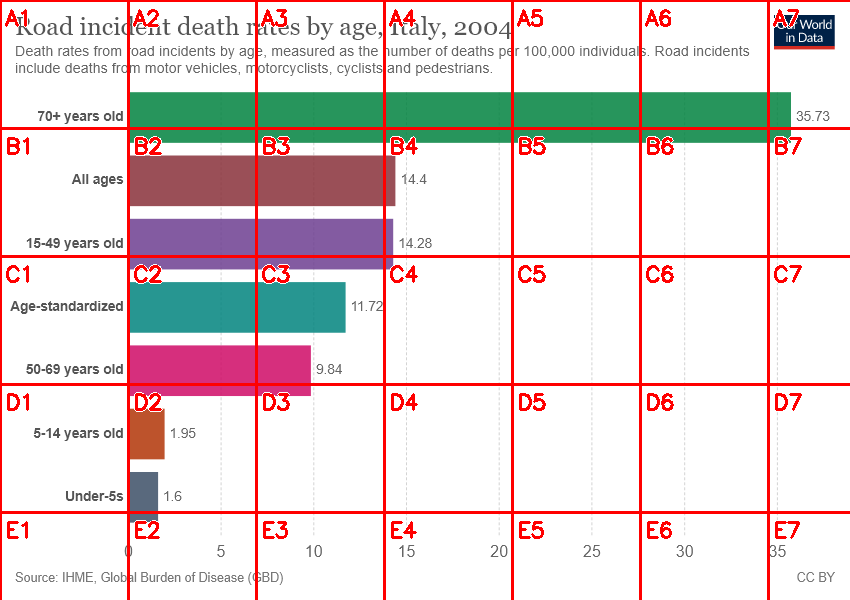 Road incident death rates by age, Italy, 2004
Our World
in Data
Death rates from road incidents by age, measured as the number of deaths per 100,000 individuals. Road incidents
include deaths from motor vehicles, motorcyclists, cyclists and pedestrians.
A1 A2 A3 A4 A5 A6 A7
70+ years old 35.73
B1 B2 B3 B4 B5 B6 B7
All ages 14.4
15-49 years old 14.28
C1 C2 C3 C4 C5 C6 C7
Age-standardized 11.72
50-69 years old 9.84
D1 D2 D3 D4 D5 D6 D7
5-14 years old 1.95
Under-5s 1.6
E1 E2 E3 E4 E5 E6 E7
0 5 10 15 20 25 30 35
Source: IHME, Global Burden of Disease (GBD) CC BY